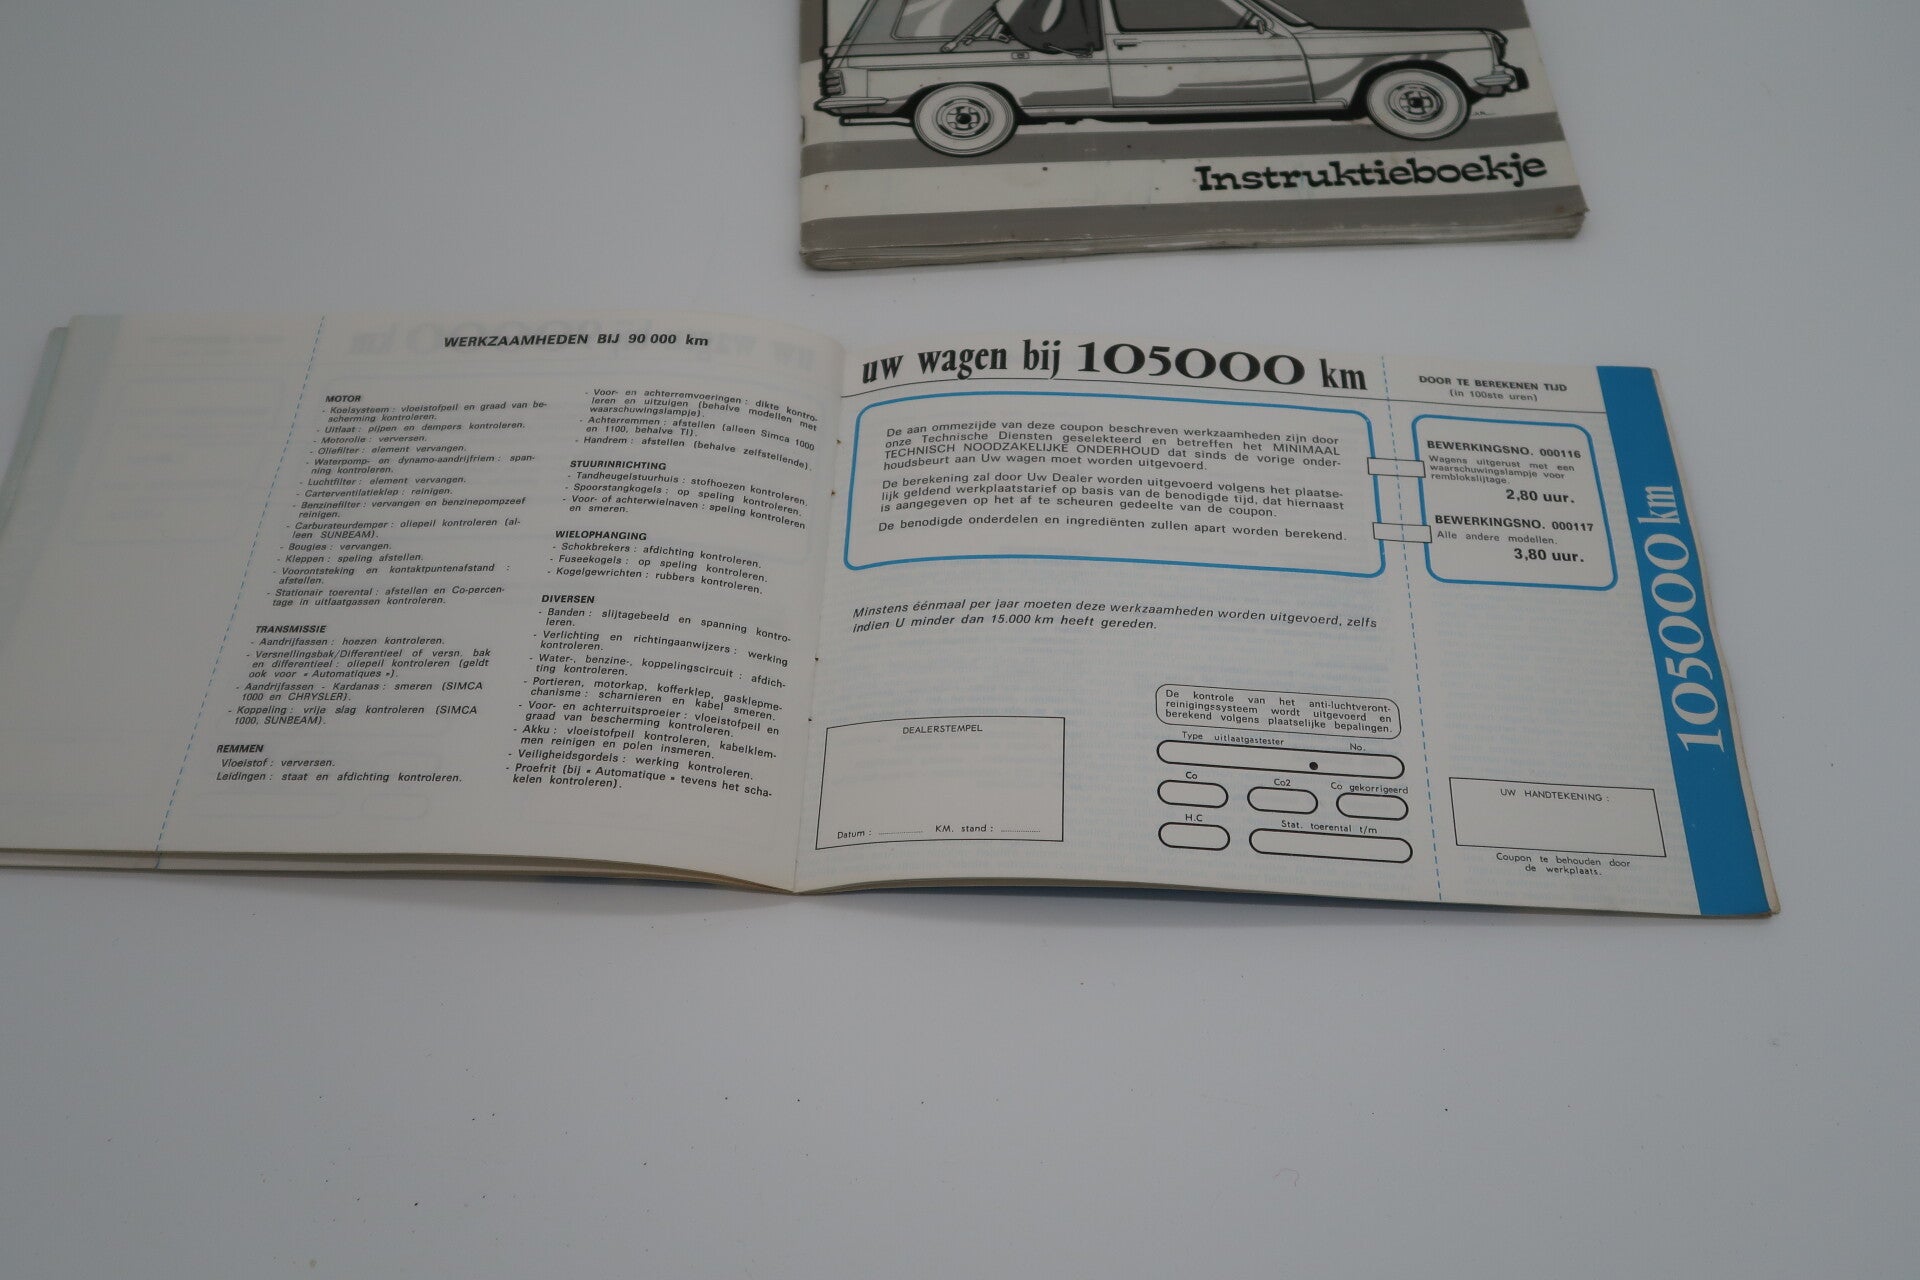 Instruktieboekje
WERKZAAMHEDEN BIJ 90 000 km
MOTOR
- Koelsysteem : vloeistofpeil en graad van be-
scherming kontroleren.
- Uitlaat : pijpen en dempers kontroleren.
- Motorolie : verversen.
- Oliefilter : element vervangen.
- Waterpomp- en dynamo-aandrijfriem : span-
ning kontroleren.
- Luchtfilter : element vervangen.
- Carterventilatieklep : reinigen.
- Benzinefilter : vervangen en benzinepompzeef
reinigen.
- Carburateurdemper : oliepeil kontroleren (al-
leen SUNBEAM).
- Bougies : vervangen.
- Kleppen : speling afstellen.
- Voorontsteking en kontaktpuntenafstand :
afstellen.
- Stationair toerental : afstellen en Co-percen-
tage in uitlaatgassen kontroleren.
TRANSMISSIE
- Aandrijfassen : hoezen kontroleren.
- Versnellingsbak/Differentieel of versn. bak
en differentieel : oliepeil kontroleren (geldt
ook voor « Automatiques »).
- Aandrijfassen - Kardanas : smeren (SIMCA
1000 en CHRYSLER).
- Koppeling : vrije slag kontroleren (SIMCA
1000, SUNBEAM).
REMMEN
Vloeistof : verversen.
Leidingen : staat en afdichting kontroleren.
- Voor- en achterremvoeringen : dikte kontro-
leren en uitzuigen (behalve modellen met
waarschuwingslampje).
- Achterremmen : afstellen (alleen Simca 1000
en 1100, behalve TI).
- Handrem : afstellen (behalve zelfstellende).
STUURINRICHTING
- Tandheugelstuurhuis : stofhoezen kontroleren.
- Spoorstangkogels : op speling kontroleren.
- Voor- of achterwielnaven : speling kontroleren
en smeren.
WIELOPHANGING
- Schokbrekers : afdichting kontroleren.
- Fuseekogels : op speling kontroleren.
- Kogelgewrichten : rubbers kontroleren.
DIVERSEN
- Banden : slijtagebeeld en spanning kontro-
leren.
- Verlichting en richtingaanwijzers : werking
kontroleren.
- Water-, benzine-, koppelingscircuit : afdich-
ting kontroleren.
- Portieren, motorkap, kofferklep, gasklepme-
chanisme : scharnieren en kabel smeren.
- Voor- en achterruitsproeier : vloeistofpeil en
graad van bescherming kontroleren.
- Akku : vloeistofpeil kontroleren, kabelklem-
men reinigen en polen insmeren.
- Veiligheidsgordels : werking kontroleren.
- Proefrit (bij « Automatique » tevens het scha-
kelen kontroleren).
uw wagen bij 105000 km
De aan ommezijde van deze coupon beschreven werkzaamheden zijn door
onze Technische Diensten geselekteerd en betreffen het MINIMAAL
TECHNISCH NOODZAKELIJKE ONDERHOUD dat sinds de vorige onder-
houdsbeurt aan Uw wagen moet worden uitgevoerd.
De berekening zal door Uw Dealer worden uitgevoerd volgens het plaatse-
lijk geldend werkplaatstarief op basis van de benodigde tijd, dat hiernaast
is aangegeven op het af te scheuren gedeelte van de coupon.
De benodigde onderdelen en ingrediënten zullen apart worden berekend.
Minstens éénmaal per jaar moeten deze werkzaamheden worden uitgevoerd, zelfs
indien U minder dan 15.000 km heeft gereden.
DEALERSTEMPEL
Datum : KM. stand :
De kontrole van het anti-luchtveront-
reinigingssysteem wordt uitgevoerd en
berekend volgens plaatselijke bepalingen.
Type uitlaatgastester No.
Co Co2 Co gekorrigeerd
H.C Stat. toerental t/m
DOOR TE BEREKENEN TIJD
(in 100ste uren)
BEWERKINGSNO. 000116
Wagens uitgerust met een
waarschuwingslampje voor
remblokslijtage.
2,80 uur.
BEWERKINGSNO. 000117
Alle andere modellen.
3,80 uur.
UW HANDTEKENING :
Coupon te behouden door
de werkplaats.
105000 km